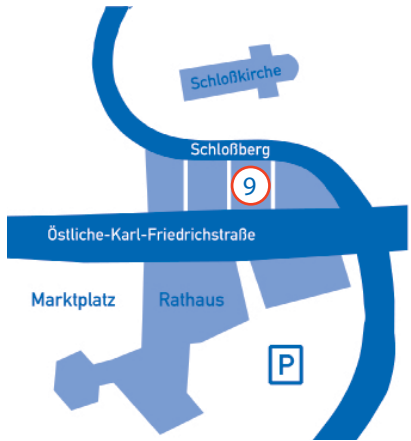 Schloßkirche
Schloßberg
9
Östliche-Karl-Friedrichstraße
Marktplatz
Rathaus
P